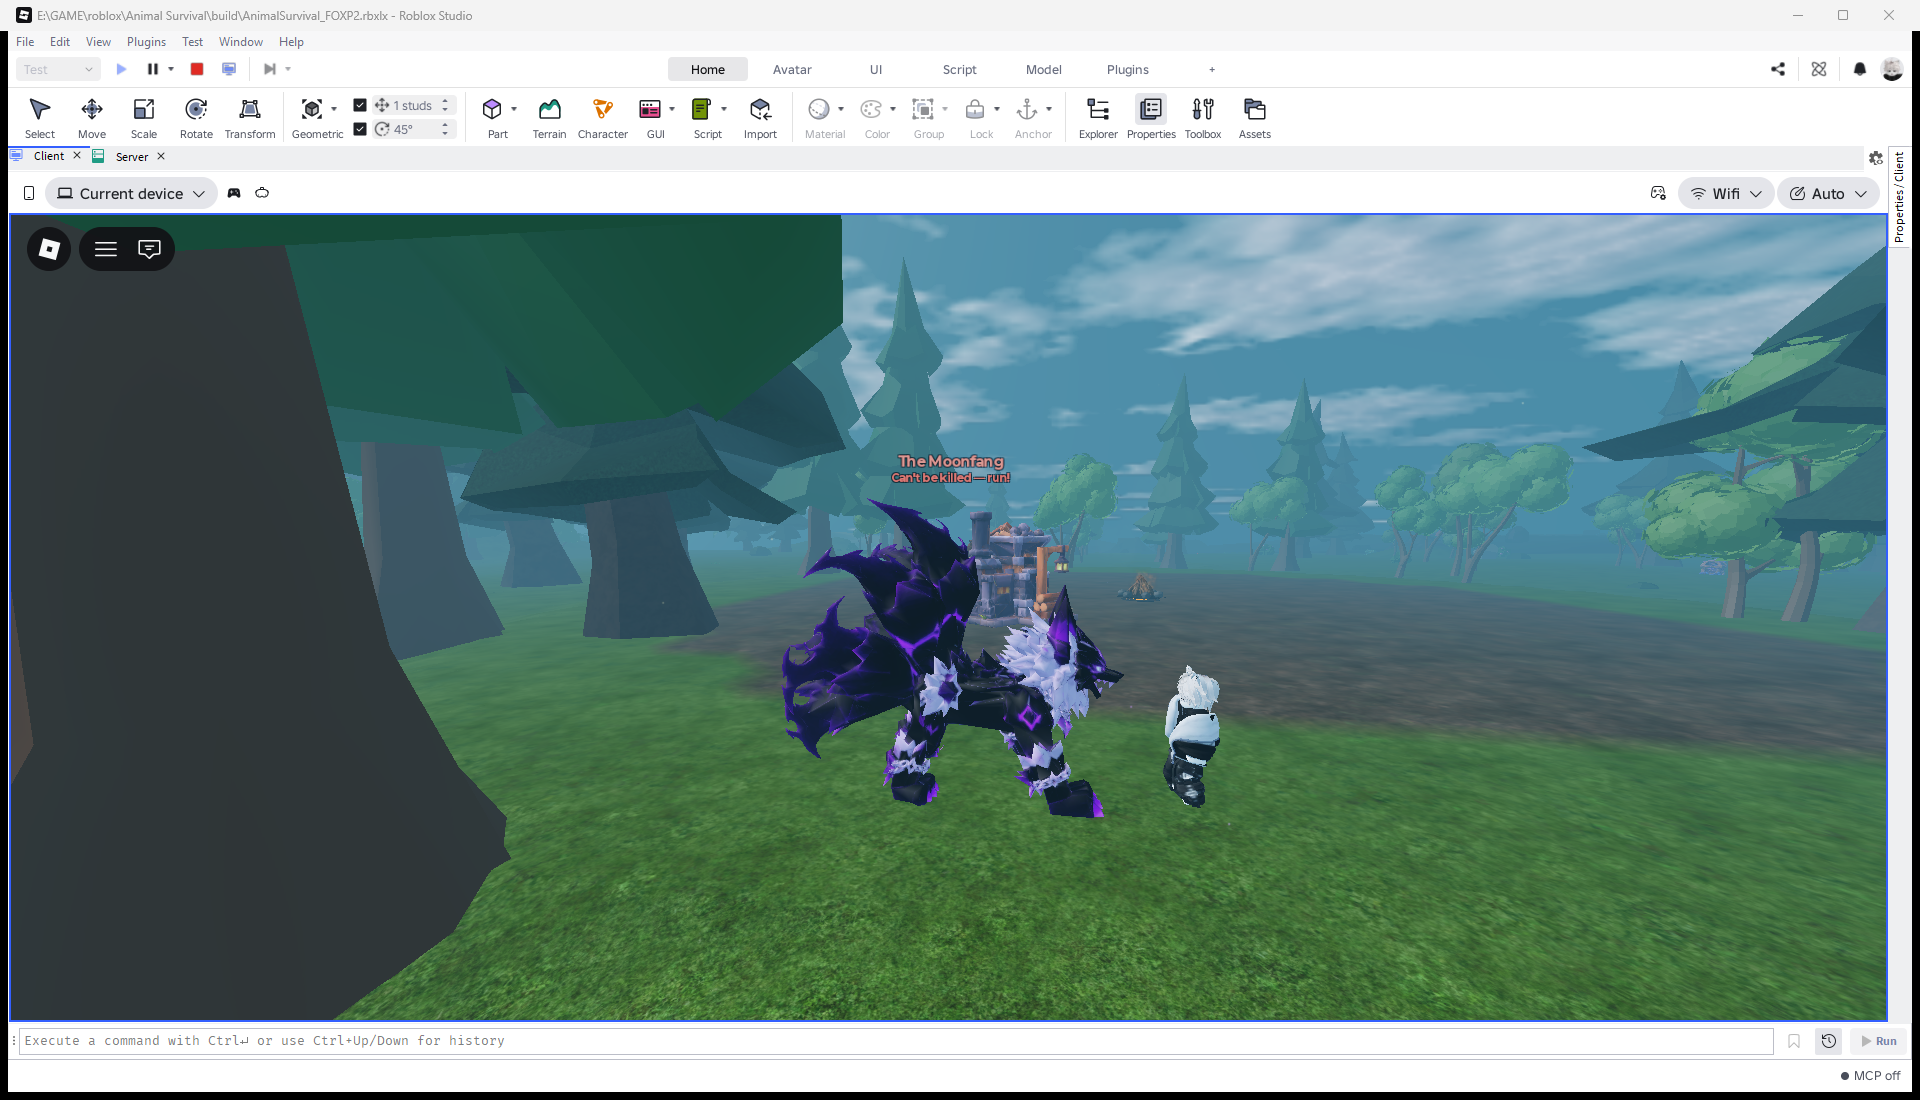 E:\GAME\roblox\Animal Survival\build\AnimalSurvival_FOXP2.rbxlx - Roblox Studio
File Edit View Plugins Test Window Help
Test
Home Avatar UI Script Model Plugins +
1 studs
45°
Select Move Scale Rotate Transform Geometric Part Terrain Character GUI Script Import Material Color Group Lock Anchor Explorer Properties Toolbox Assets
Client Server
Current device
Wifi
Auto
Properties / Client
The Moonfang
Can't be killed — run!
Execute a command with Ctrl↵ or use Ctrl+Up/Down for history
Run
MCP off